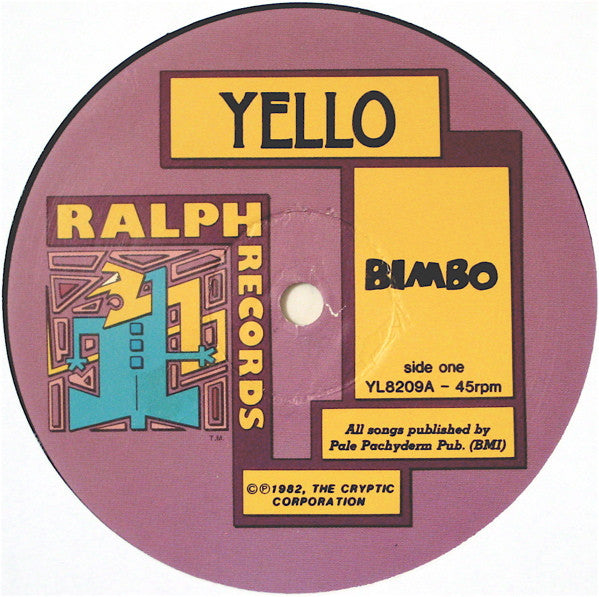 YELLO
RALPH
RECORDS
T.M.
BIMBO
side one
YL8209A - 45rpm
All songs published by
Pale Pachyderm Pub. (BMI)
©℗1982, THE CRYPTIC
CORPORATION